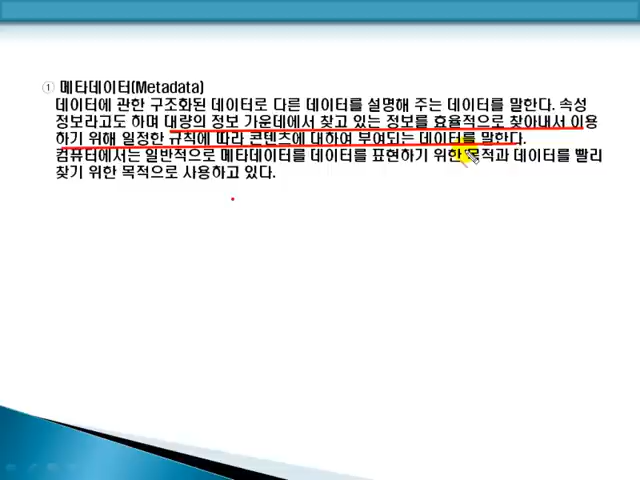 ① 메타데이터(Metadata)
데이터에 관한 구조화된 데이터로 다른 데이터를 설명해 주는 데이터를 말한다. 속성
정보라고도 하며 대량의 정보 가운데에서 찾고 있는 정보를 효율적으로 찾아내서 이용
하기 위해 일정한 규칙에 따라 콘텐츠에 대하여 부여되는 데이터를 말한다.
컴퓨터에서는 일반적으로 메타데이터를 데이터를 표현하기 위한 목적과 데이터를 빨리
찾기 위한 목적으로 사용하고 있다.